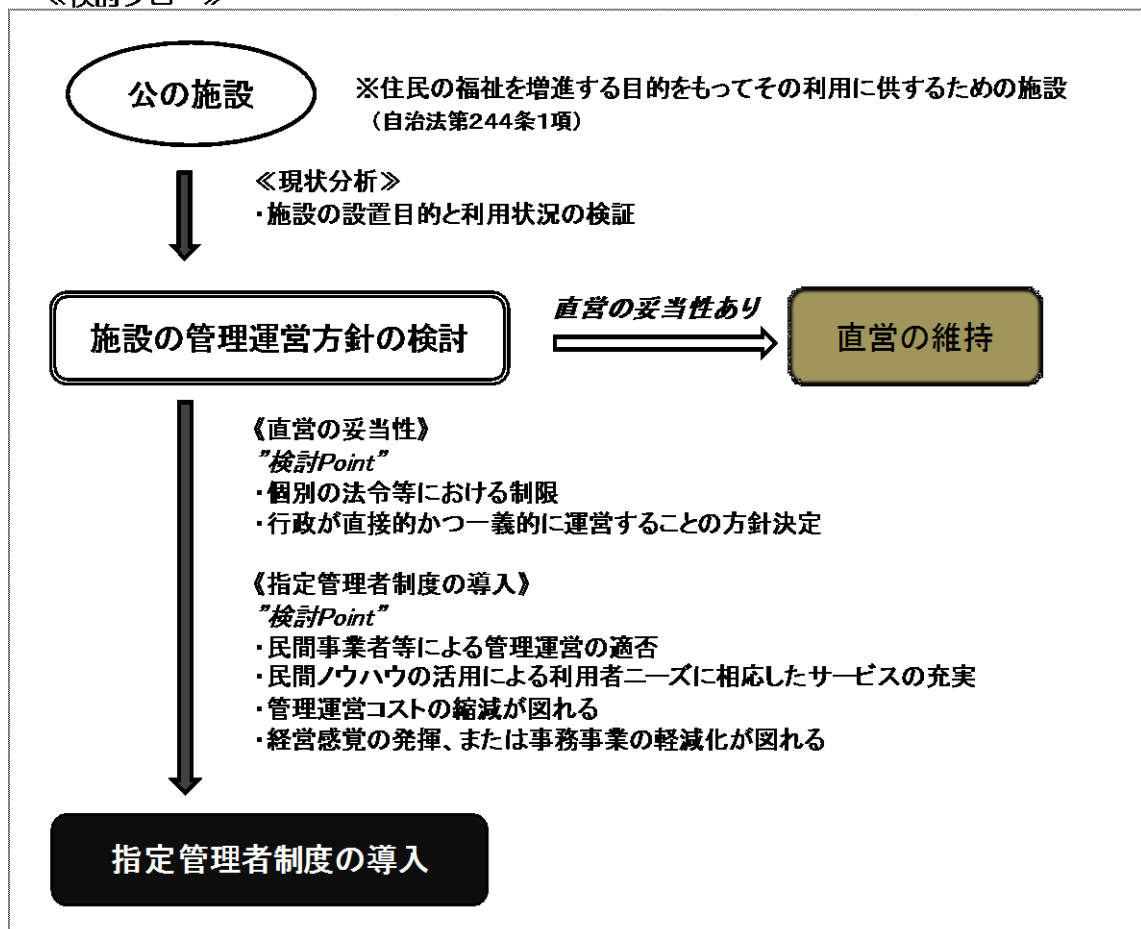 公の施設
※住民の福祉を増進する目的をもってその利用に供するための施設
（自治法第244条1項）
≪現状分析≫
・施設の設置目的と利用状況の検証
施設の管理運営方針の検討
直営の妥当性あり
直営の維持
《直営の妥当性》
”検討Point”
・個別の法令等における制限
・行政が直接的かつ一義的に運営することの方針決定
《指定管理者制度の導入》
”検討Point”
・民間事業者等による管理運営の適否
・民間ノウハウの活用による利用者ニーズに相応したサービスの充実
・管理運営コストの縮減が図れる
・経営感覚の発揮、または事務事業の軽減化が図れる
指定管理者制度の導入